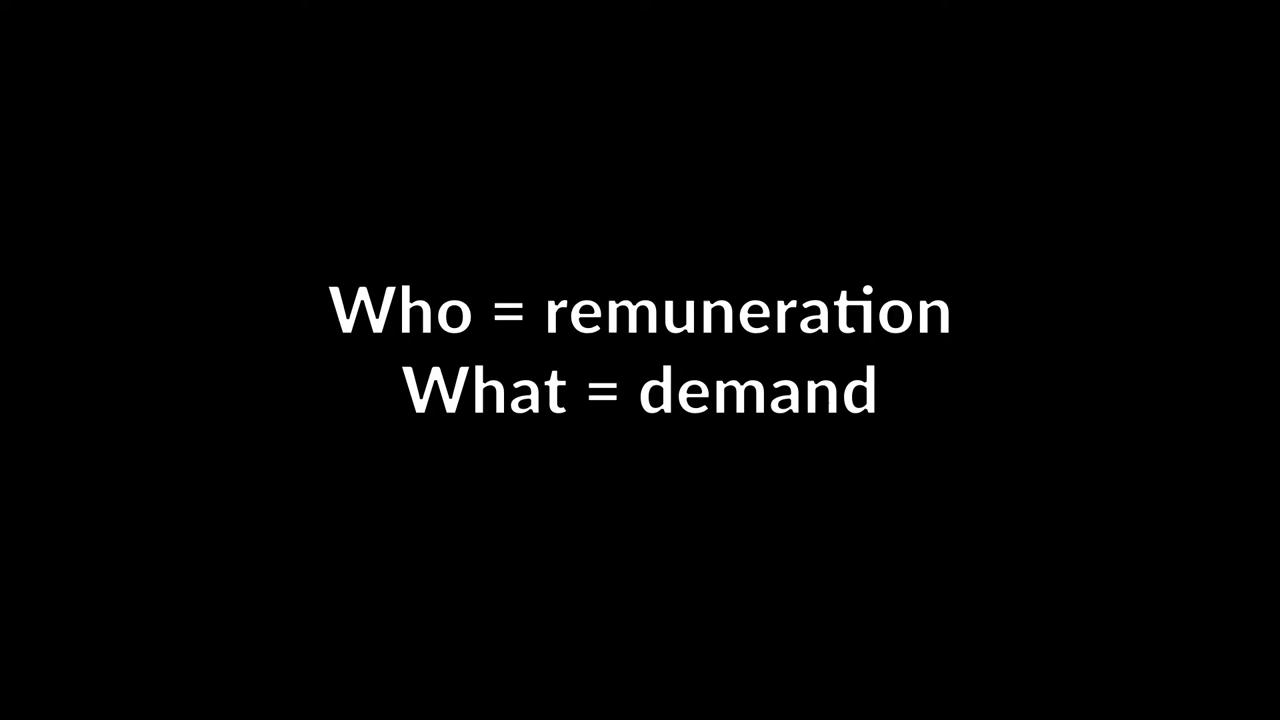 Who = remuneration
What = demand